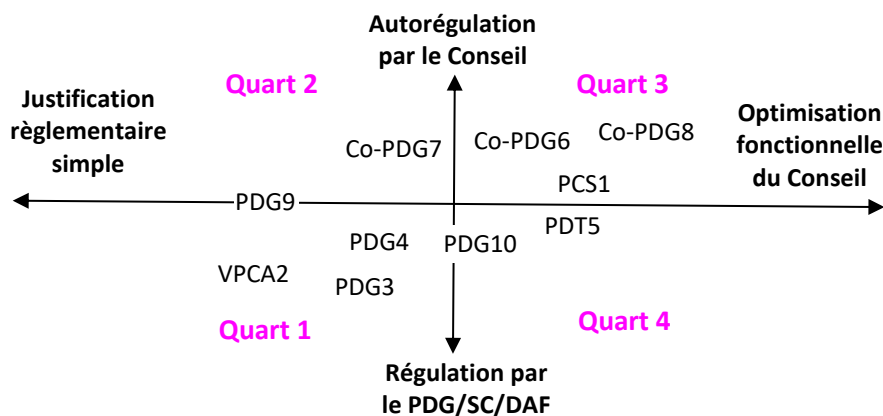 Autorégulation
par le Conseil
Quart 2
Quart 3
Justification
règlementaire
simple
Optimisation
fonctionnelle
du Conseil
Co-PDG7
Co-PDG6
Co-PDG8
PCS1
PDG9
PDT5
PDG4
PDG10
VPCA2
PDG3
Quart 1
Quart 4
Régulation par
le PDG/SC/DAF